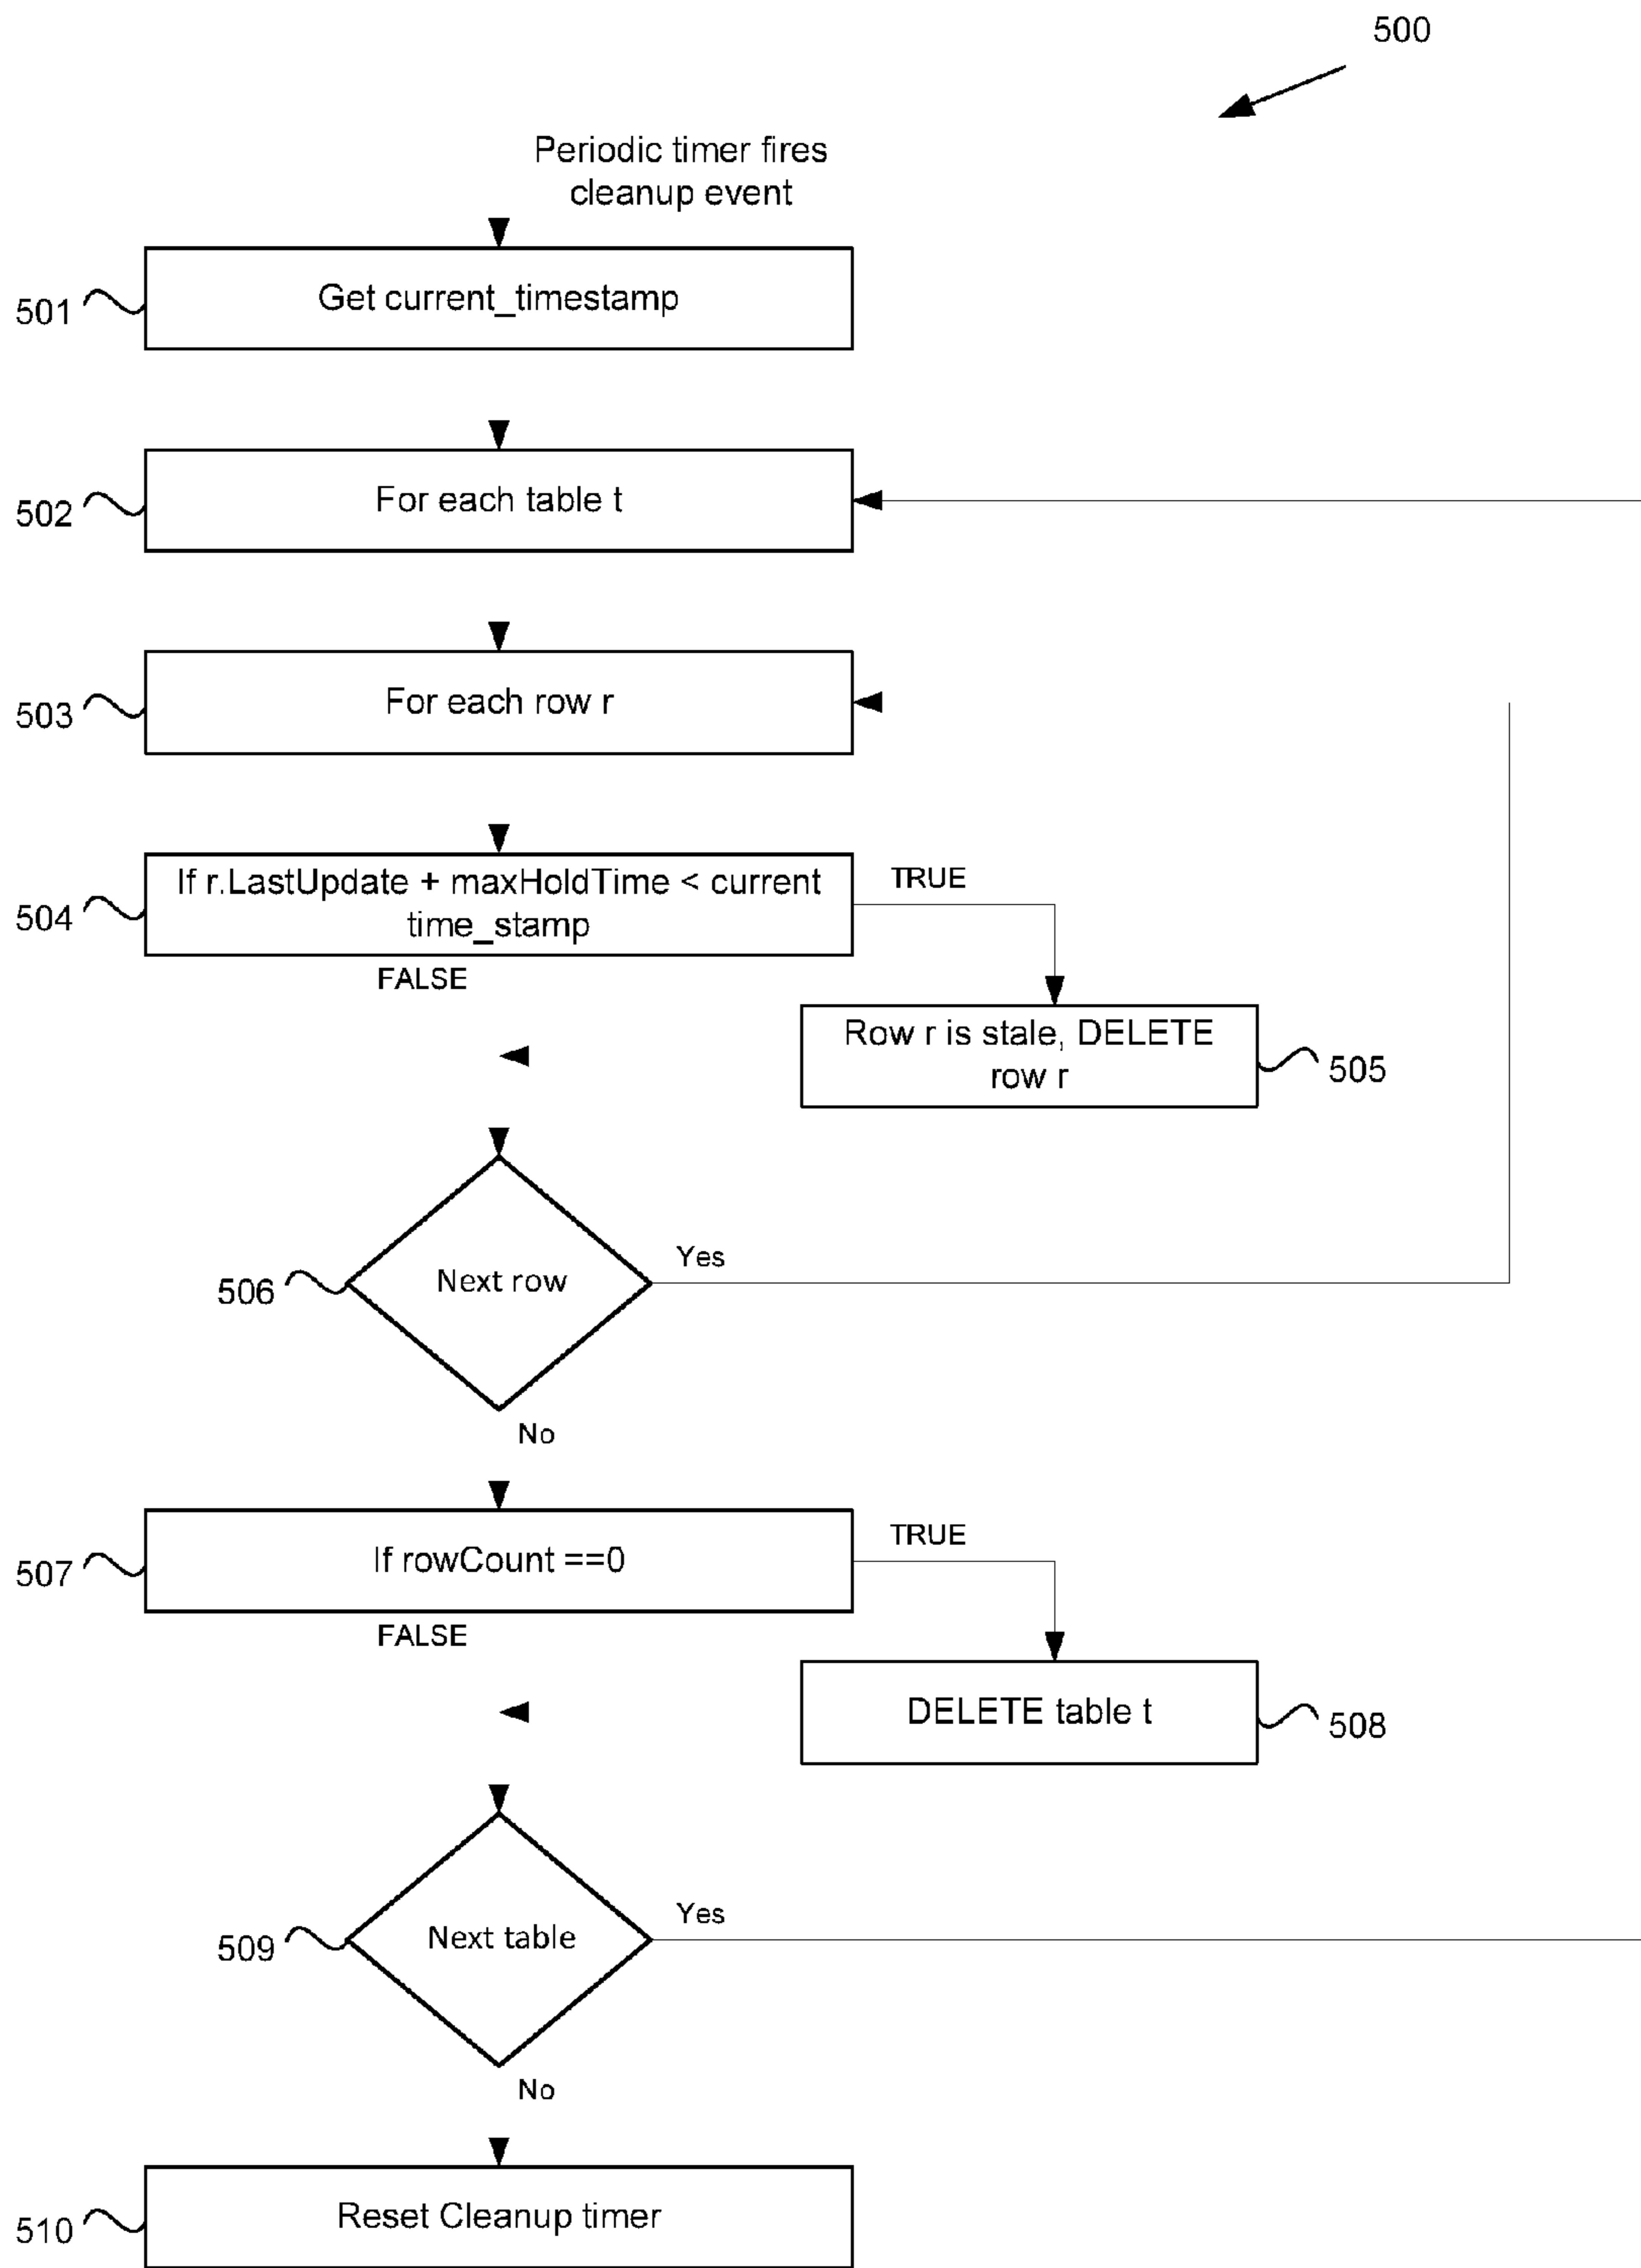 500
Periodic timer fires
cleanup event
501
Get current_timestamp
502
For each table t
503
For each row r
504
If r.LastUpdate + maxHoldTime < current
time_stamp
TRUE
FALSE
Row r is stale, DELETE
row r
505
506
Next row
Yes
No
507
If rowCount ==0
TRUE
FALSE
DELETE table t
508
509
Next table
Yes
No
510
Reset Cleanup timer